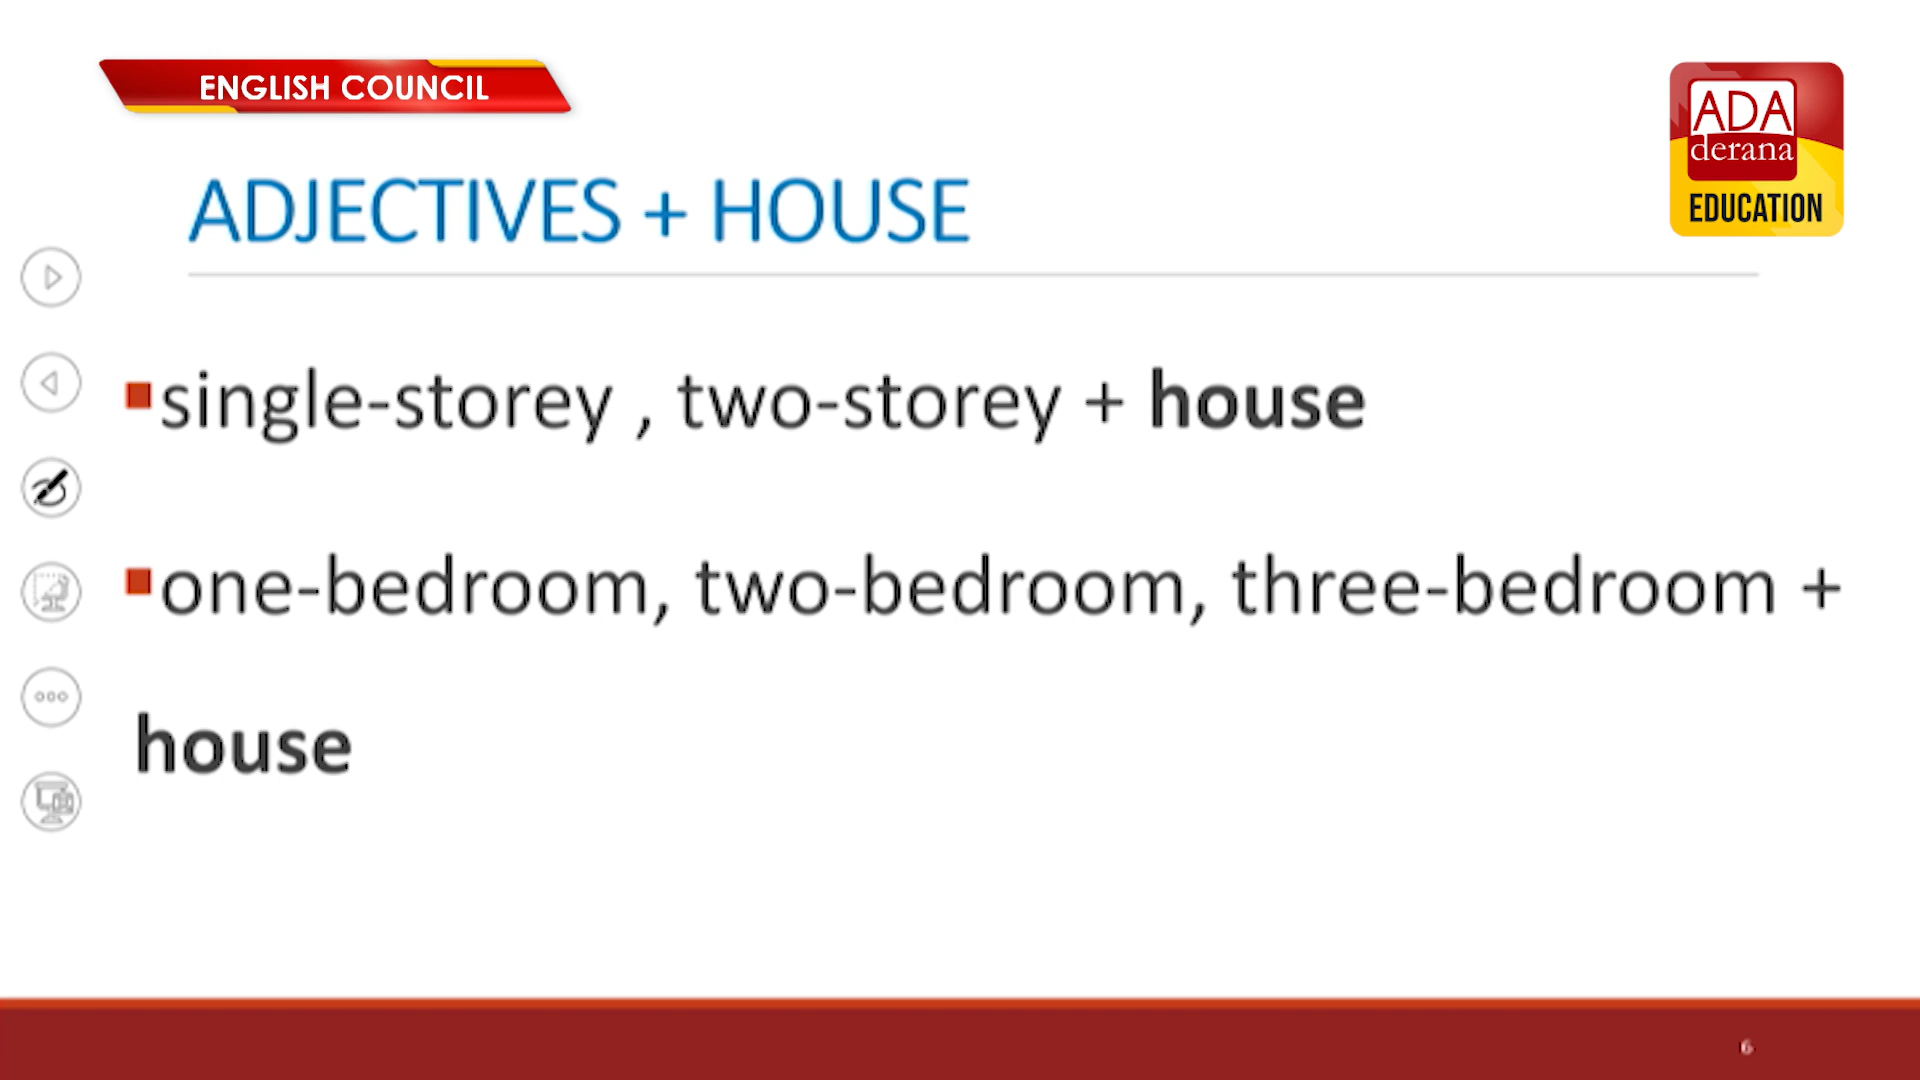 ENGLISH COUNCIL
ADA
derana
EDUCATION
ADJECTIVES + HOUSE
single-storey , two-storey + house
one-bedroom, two-bedroom, three-bedroom +
house
6